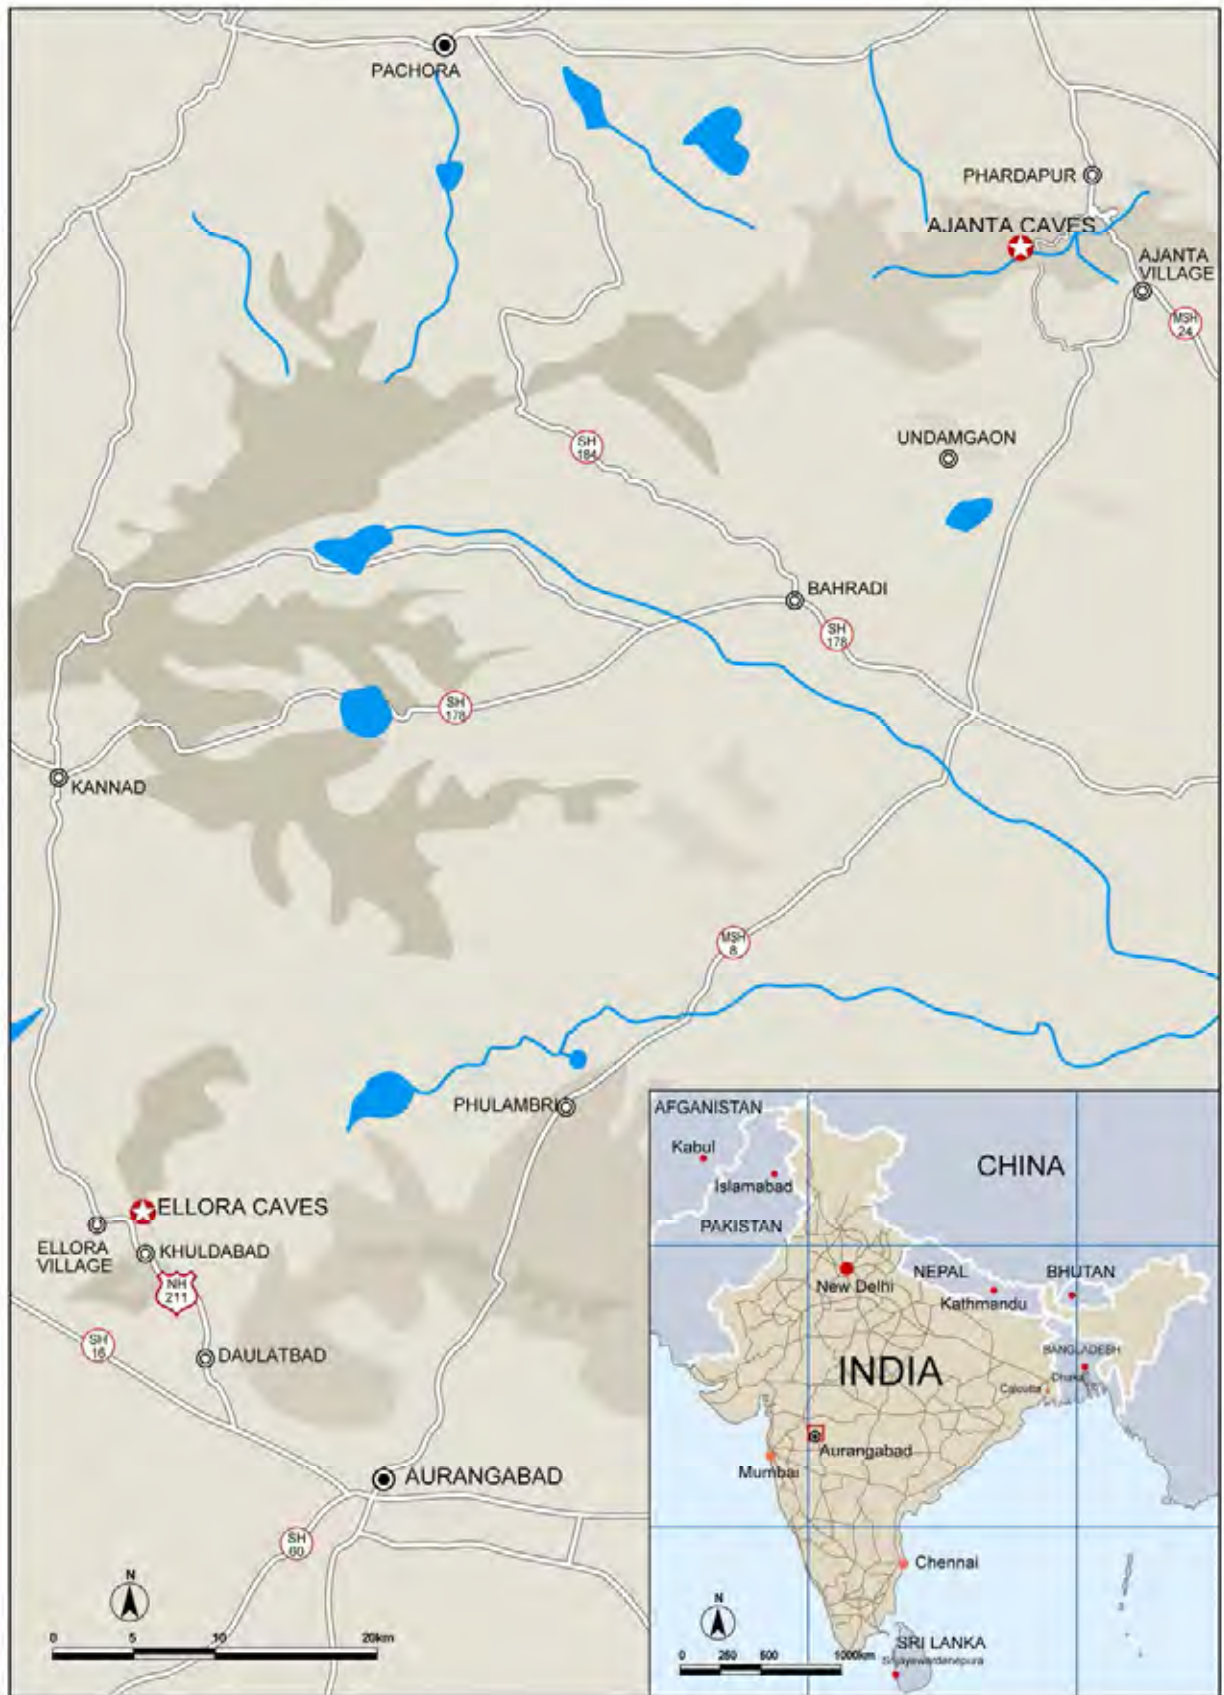 PACHORA
PHARDAPUR
AJANTA CAVES
AJANTA
VILLAGE
MSH
24
UNDAMGAON
SH
184
BAHRADI
SH
178
SH
178
KANNAD
MSH
8
PHULAMBRI
ELLORA CAVES
ELLORA
VILLAGE
KHULDABAD
NH
211
SH
16
DAULATBAD
AURANGABAD
SH
60
N
0 5 10 20km
AFGANISTAN
Kabul
CHINA
Islamabad
PAKISTAN
NEPAL
BHUTAN
New Delhi
Kathmandu
BANGLADESH
INDIA
Dhaka
Calcutta
Aurangabad
Mumbai
Chennai
N
SRI LANKA
Srijayewardenepura
0 250 500 1000km